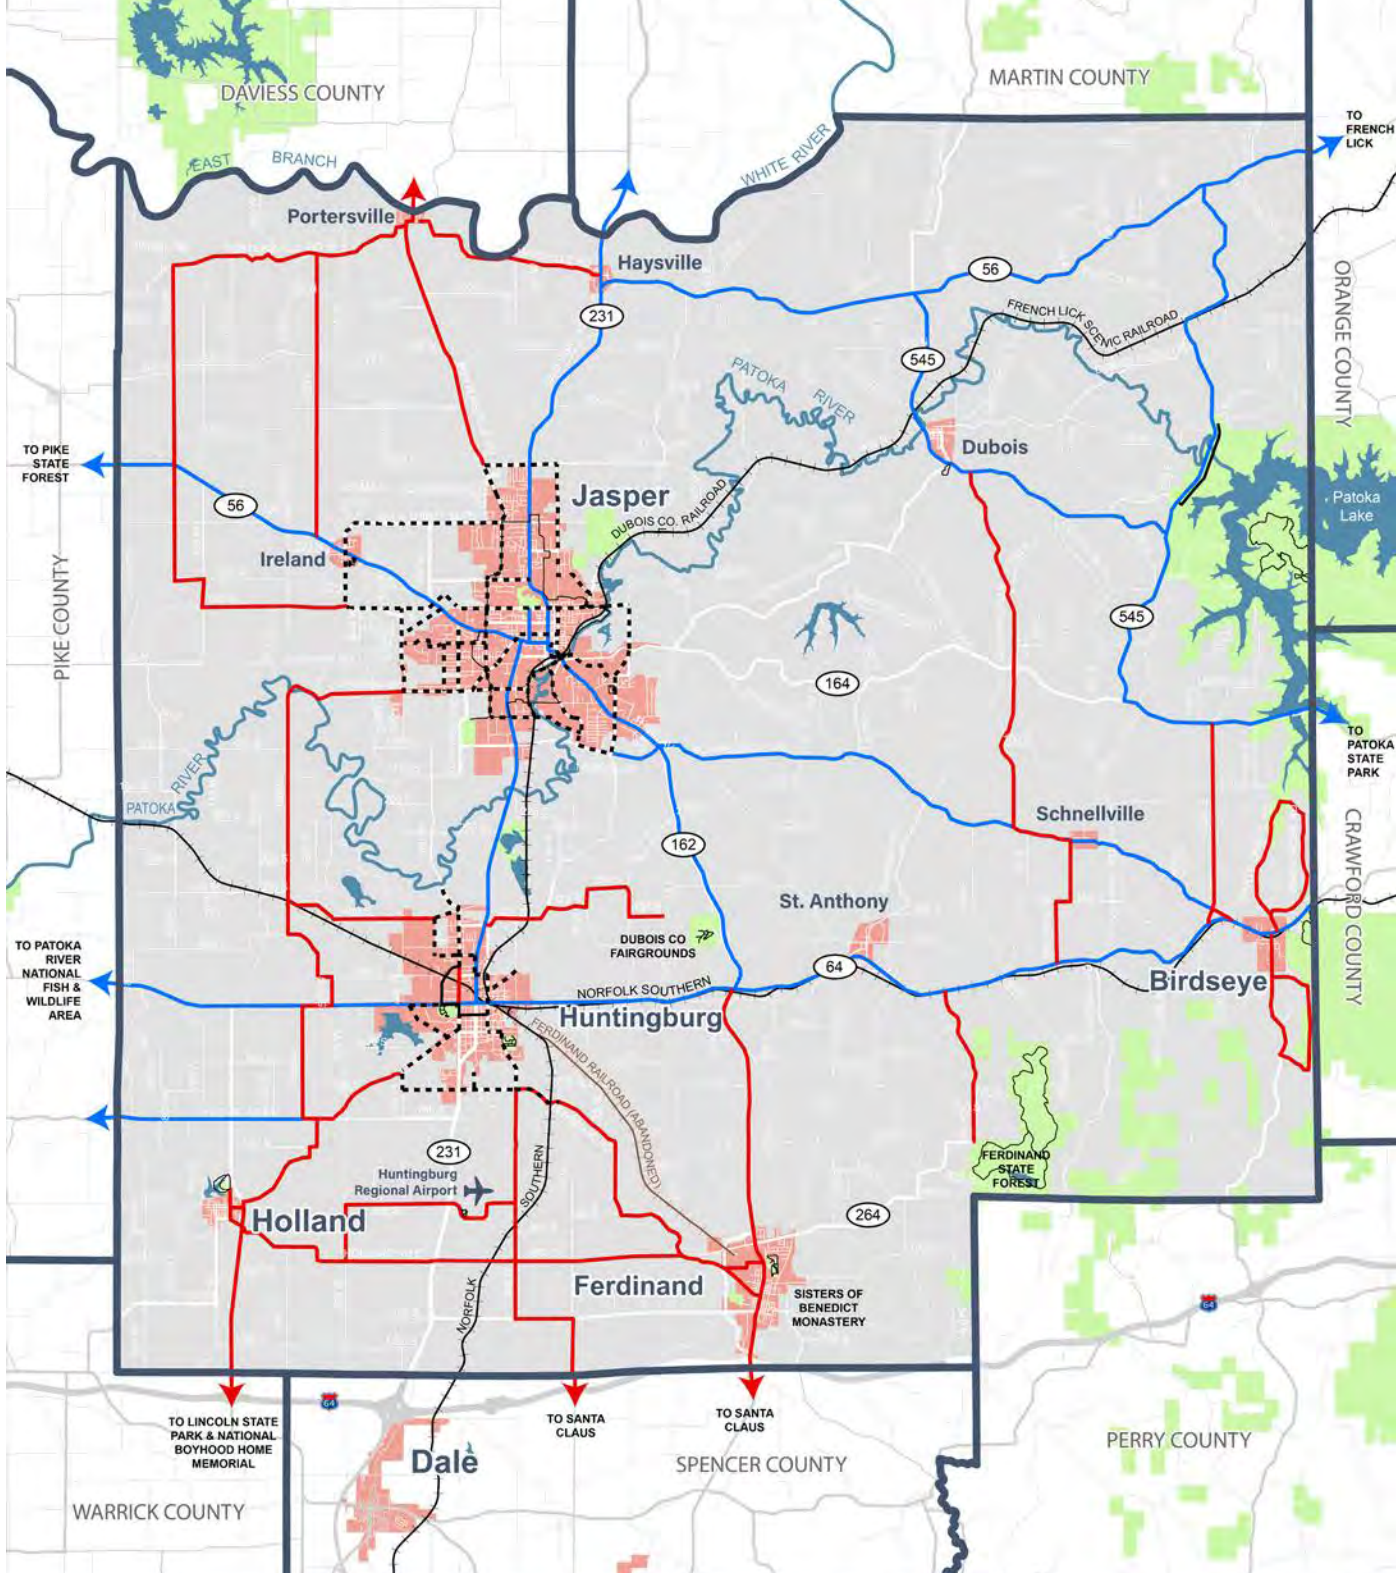 MARTIN COUNTY
DAVIESS COUNTY
TO
FRENCH
LICK
EAST BRANCH
WHITE RIVER
Portersville
Haysville
56
231
FRENCH LICK SCENIC RAILROAD
ORANGE COUNTY
545
PATOKA RIVER
Dubois
TO PIKE
STATE
FOREST
56
Jasper
DUBOIS CO. RAILROAD
Patoka
Lake
Ireland
PIKE COUNTY
545
164
TO
PATOKA
STATE
PARK
PATOKA RIVER
Schnellville
CRAWFORD COUNTY
162
St. Anthony
DUBOIS CO
FAIRGROUNDS
TO PATOKA
RIVER
NATIONAL
FISH &
WILDLIFE
AREA
64
NORFOLK SOUTHERN
Birdseye
Huntingburg
FERDINAND RAILROAD (ABANDONED)
231
Huntingburg
Regional Airport
NORFOLK SOUTHERN
FERDINAND
STATE
FOREST
264
Holland
Ferdinand
SISTERS OF
BENEDICT
MONASTERY
64
64
TO LINCOLN STATE
PARK & NATIONAL
BOYHOOD HOME
MEMORIAL
TO SANTA
CLAUS
TO SANTA
CLAUS
Dale
SPENCER COUNTY
PERRY COUNTY
WARRICK COUNTY